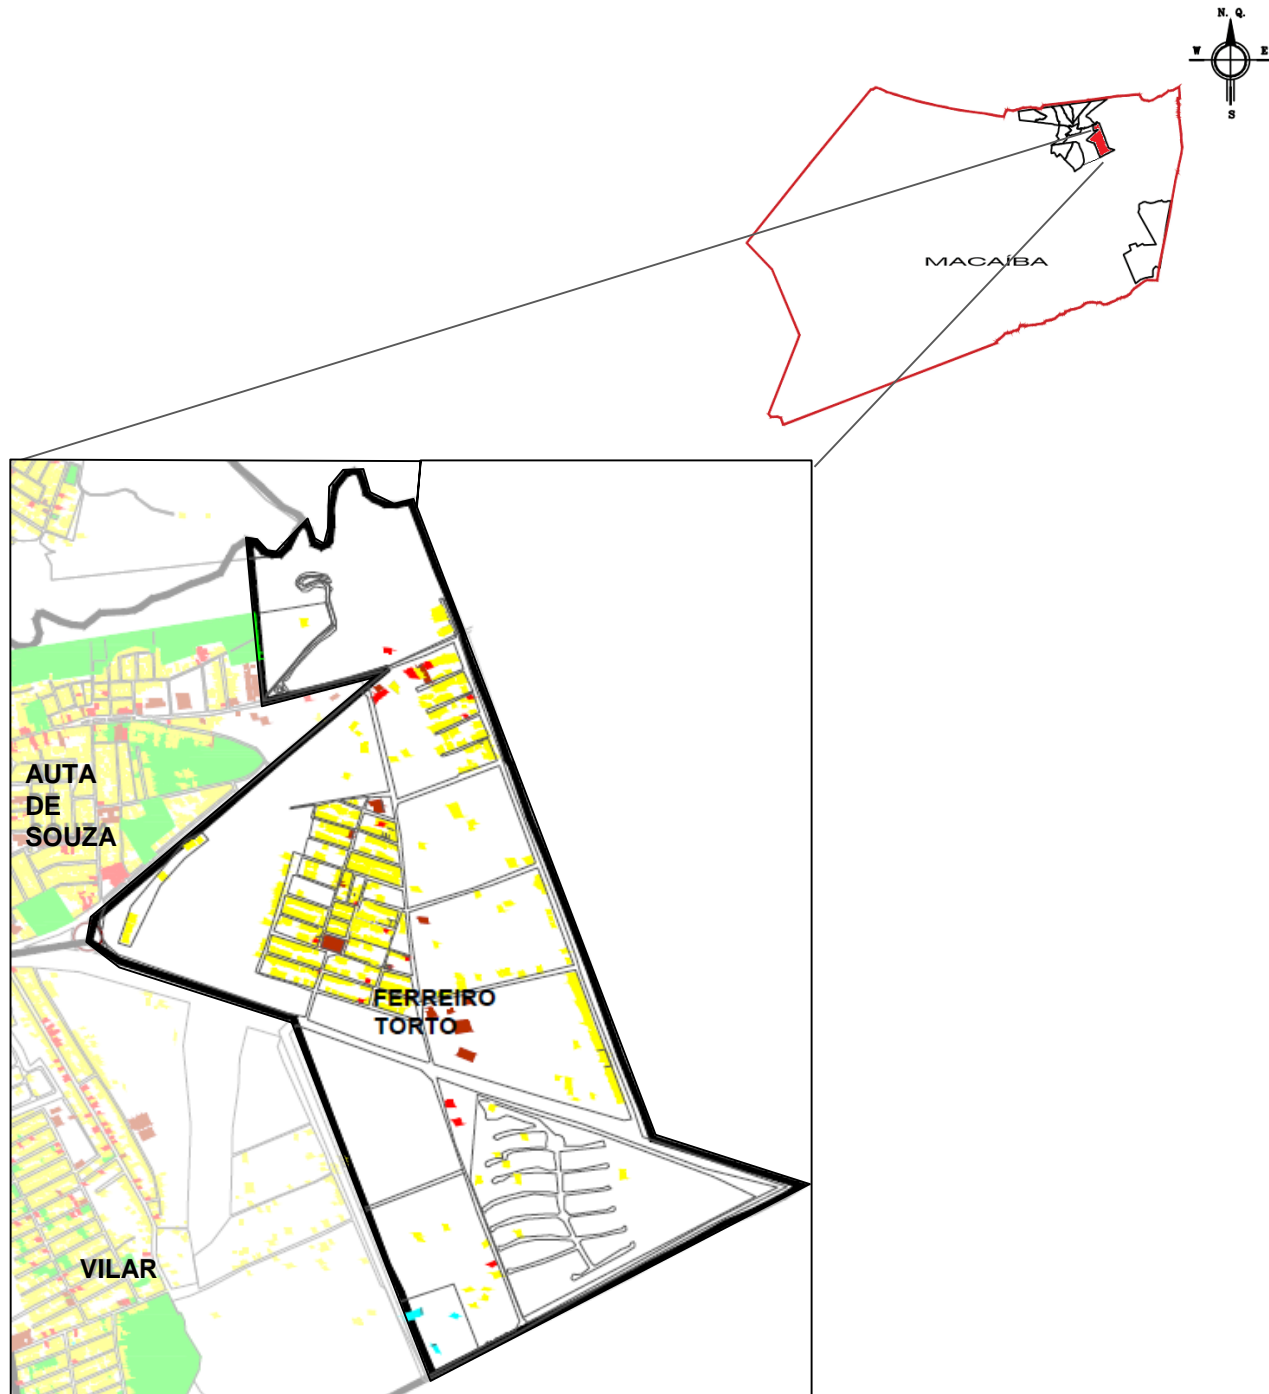 N. Q.
W E
S
MACAÍBA
AUTA
DE
SOUZA
FERREIRO
TORTO
VILAR